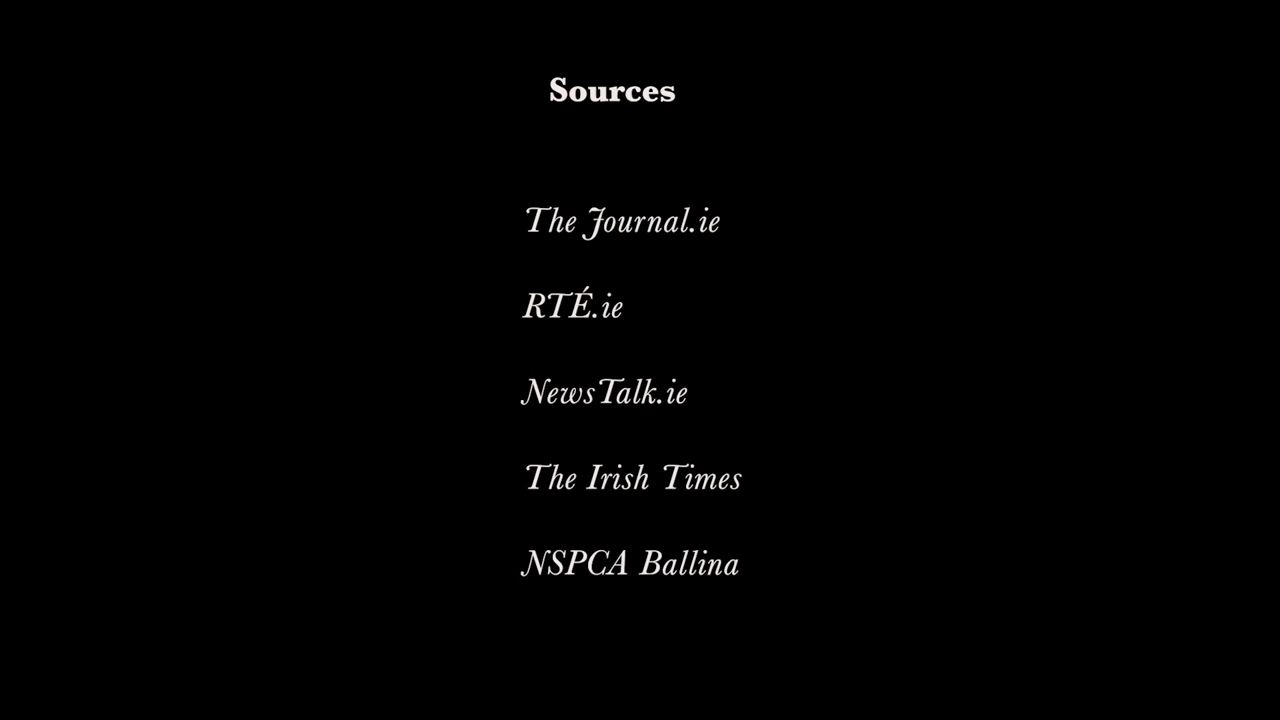 Sources
The Journal.ie
RTÉ.ie
NewsTalk.ie
The Irish Times
NSPCA Ballina